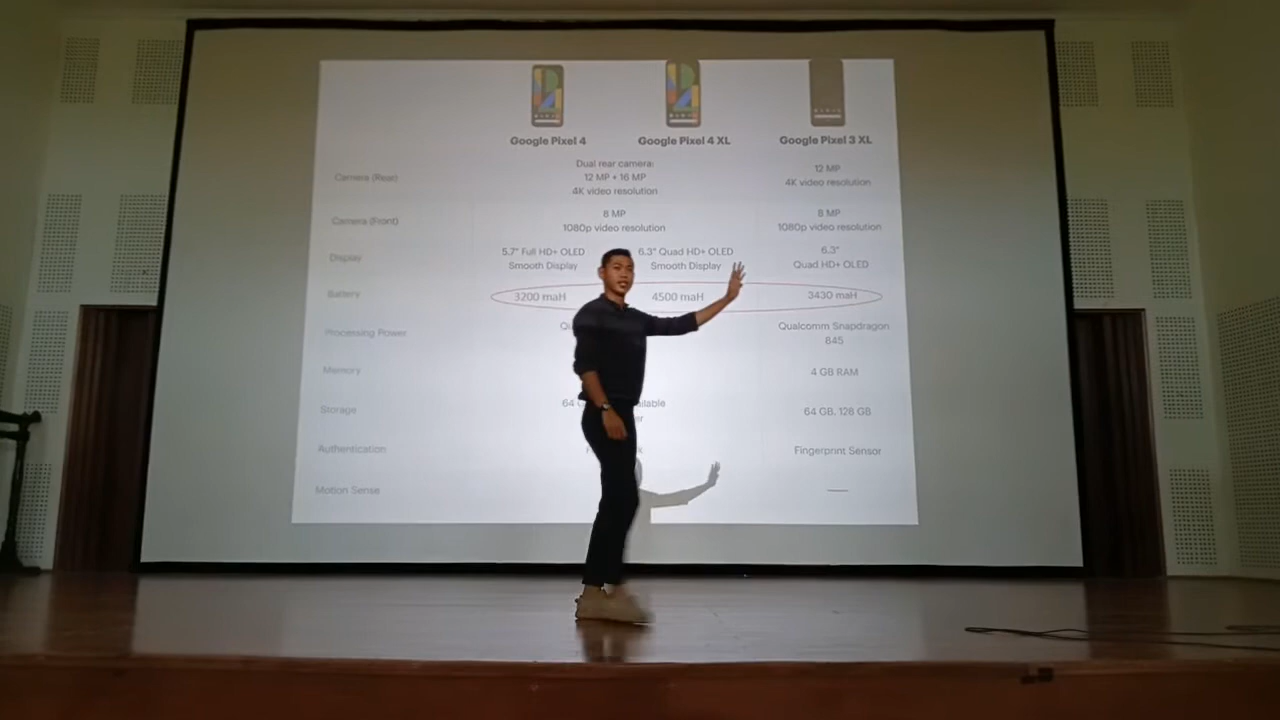 Google Pixel 4
Google Pixel 4 XL
Google Pixel 3 XL
Camera (Rear)
Dual rear camera:
12 MP + 16 MP
4K video resolution
12 MP
4K video resolution
Camera (Front)
8 MP
1080p video resolution
8 MP
1080p video resolution
Display
5.7" Full HD+ OLED
Smooth Display
6.3" Quad HD+ OLED
Smooth Display
6.3"
Quad HD+ OLED
Battery
3200 maH
4500 maH
3430 maH
Processing Power
Qualcomm Snapdragon
845
Memory
4 GB RAM
Storage
64
64 GB, 128 GB
Authentication
Fingerprint Sensor
Motion Sense